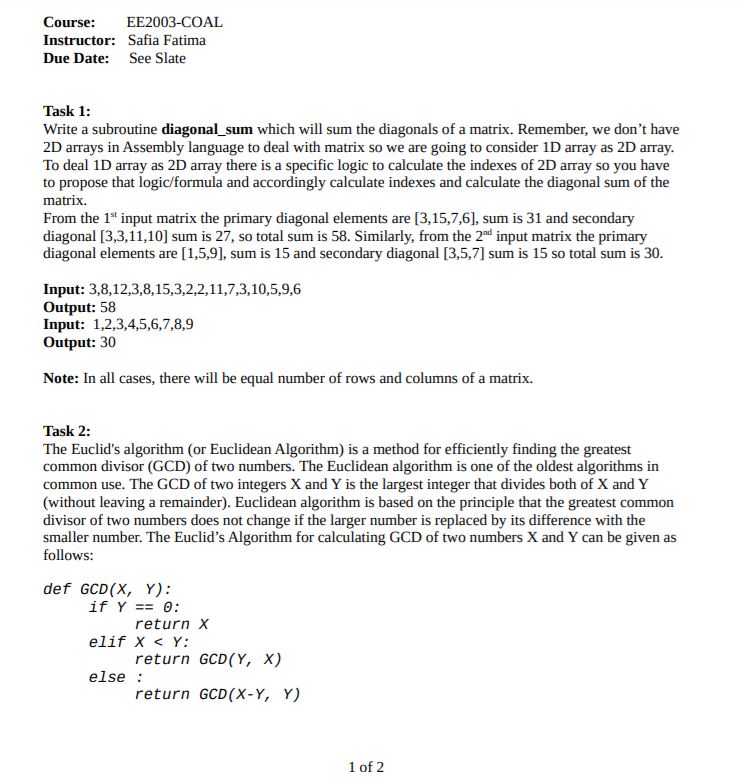 Course: EE2003-COAL
Instructor: Safia Fatima
Due Date: See Slate
Task 1:
Write a subroutine diagonal_sum which will sum the diagonals of a matrix. Remember, we don't have
2D arrays in Assembly language to deal with matrix so we are going to consider 1D array as 2D array.
To deal 1D array as 2D array there is a specific logic to calculate the indexes of 2D array so you have
to propose that logic/formula and accordingly calculate indexes and calculate the diagonal sum of the
matrix.
From the 1st input matrix the primary diagonal elements are [3,15,7,6], sum is 31 and secondary
diagonal [3,3,11,10] sum is 27, so total sum is 58. Similarly, from the 2nd input matrix the primary
diagonal elements are [1,5,9], sum is 15 and secondary diagonal [3,5,7] sum is 15 so total sum is 30.
Input: 3,8,12,3,8,15,3,2,2,11,7,3,10,5,9,6
Output: 58
Input: 1,2,3,4,5,6,7,8,9
Output: 30
Note: In all cases, there will be equal number of rows and columns of a matrix.
Task 2:
The Euclid's algorithm (or Euclidean Algorithm) is a method for efficiently finding the greatest
common divisor (GCD) of two numbers. The Euclidean algorithm is one of the oldest algorithms in
common use. The GCD of two integers X and Y is the largest integer that divides both of X and Y
(without leaving a remainder). Euclidean algorithm is based on the principle that the greatest common
divisor of two numbers does not change if the larger number is replaced by its difference with the
smaller number. The Euclid's Algorithm for calculating GCD of two numbers X and Y can be given as
follows:
def GCD(X, Y):
if Y == 0:
return X
elif X < Y:
return GCD(Y, X)
else :
return GCD(X-Y, Y)
1 of 2